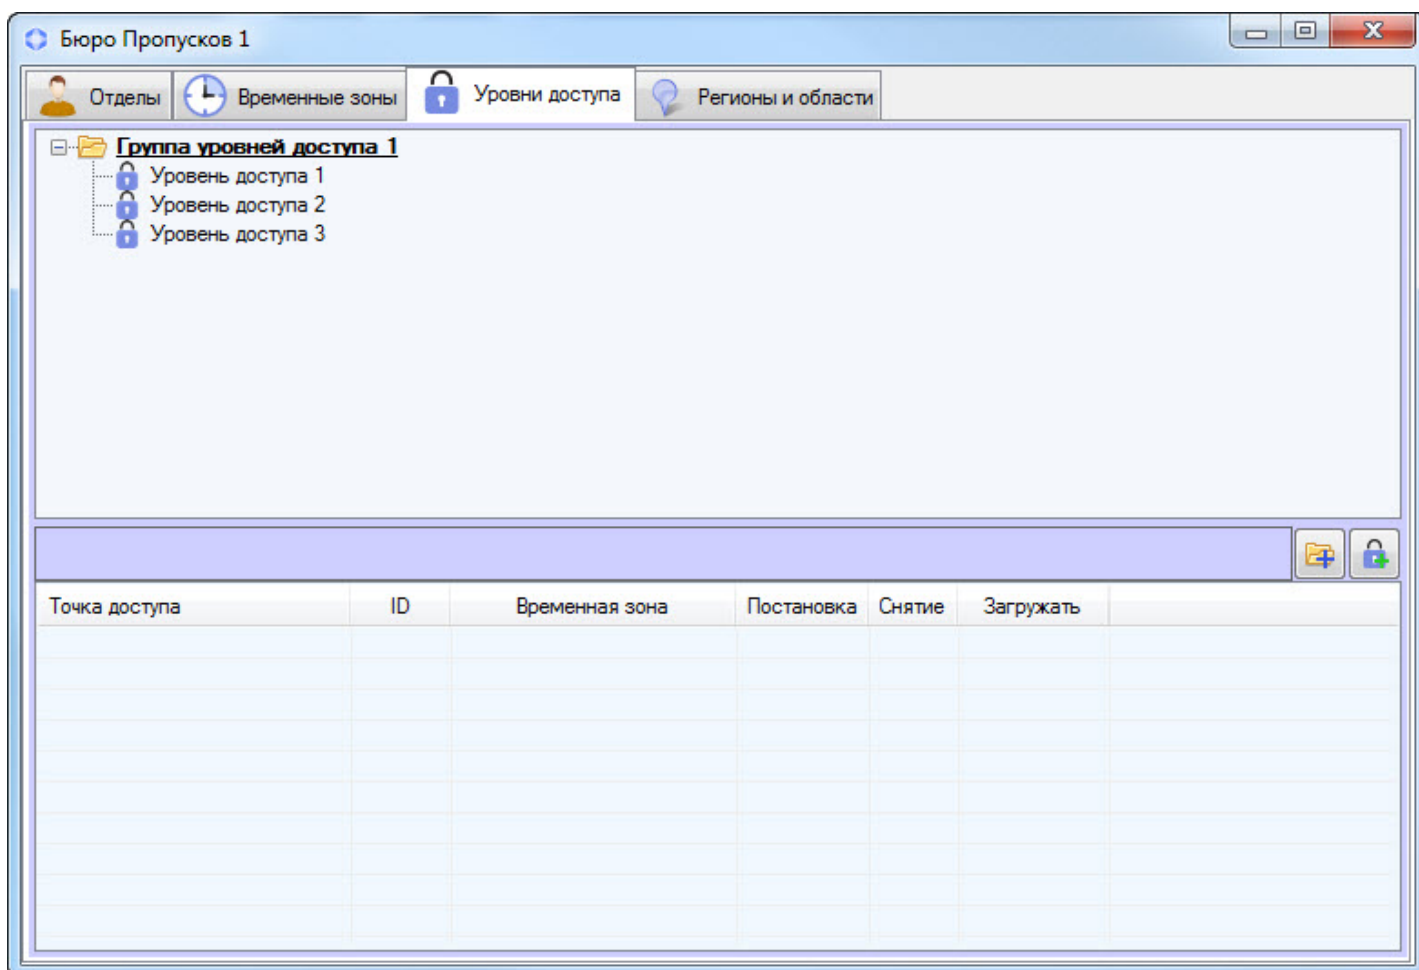 Бюро Пропусков 1
Отделы Временные зоны Уровни доступа Регионы и области
Группа уровней доступа 1
Уровень доступа 1
Уровень доступа 2
Уровень доступа 3
Точка доступа ID Временная зона Постановка Снятие Загружать